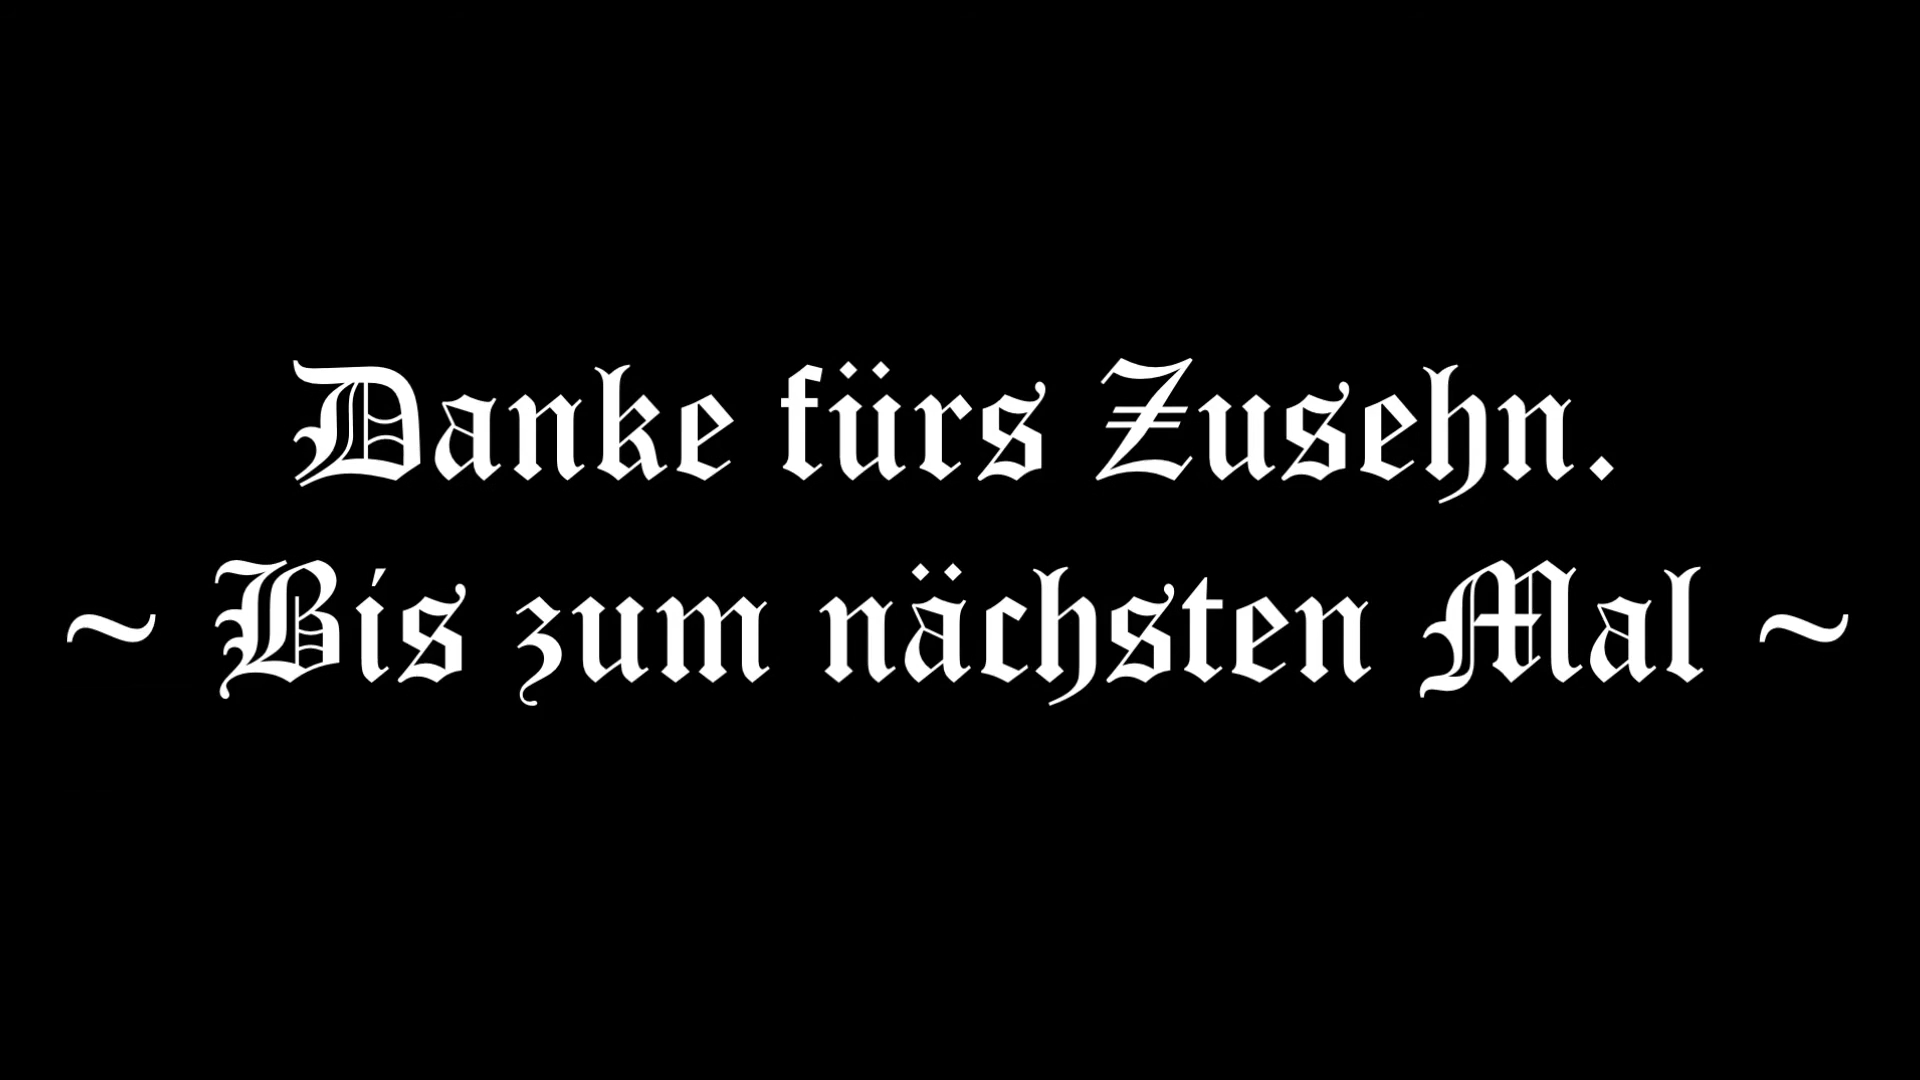 Danke fürs Zusehn.
~ Bis zum nächsten Mal ~